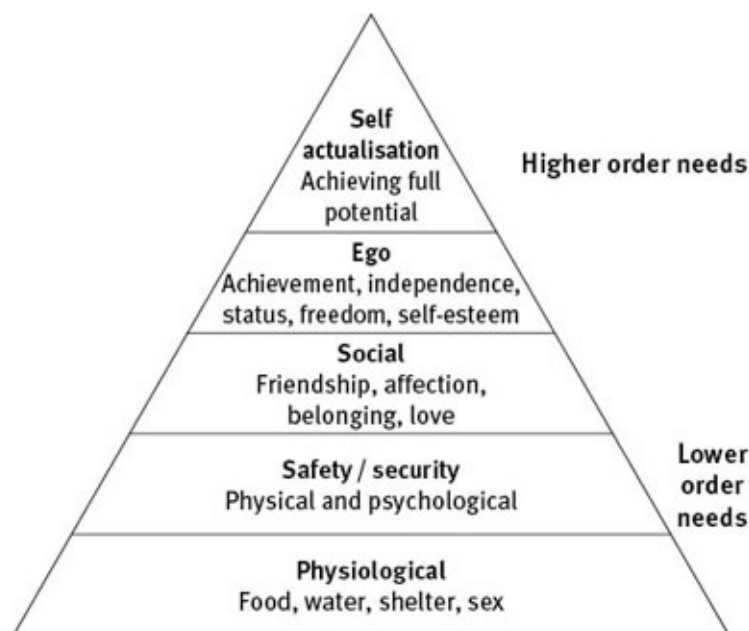 Self
actualisation
Achieving full
potential
Higher order needs
Ego
Achievement, independence,
status, freedom, self-esteem
Social
Friendship, affection,
belonging, love
Safety / security
Physical and psychological
Lower
order
needs
Physiological
Food, water, shelter, sex